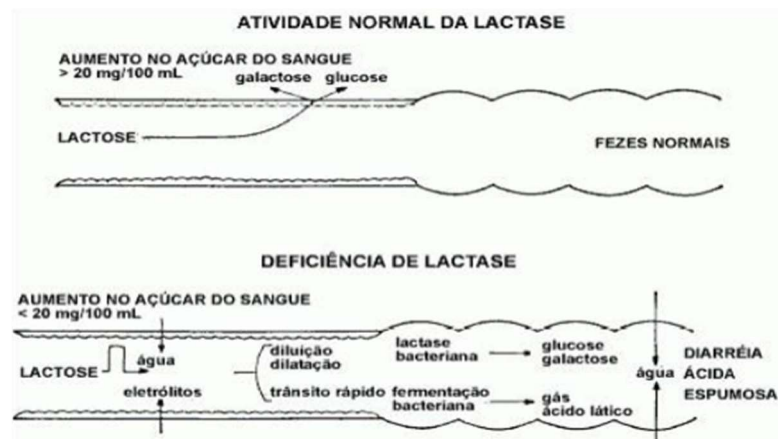 ATIVIDADE NORMAL DA LACTASE
AUMENTO NO AÇÚCAR DO SANGUE
> 20 mg/100 mL
galactose glucose
LACTOSE
FEZES NORMAIS
DEFICIÊNCIA DE LACTASE
AUMENTO NO AÇÚCAR DO SANGUE
< 20 mg/100 mL
LACTOSE
água
eletrólitos
diluição
dilatação
trânsito rápido
lactase
bacteriana
glucose
galactose
fermentação
bacteriana
gás
ácido lático
água
DIARRÉIA
ÁCIDA
ESPUMOSA